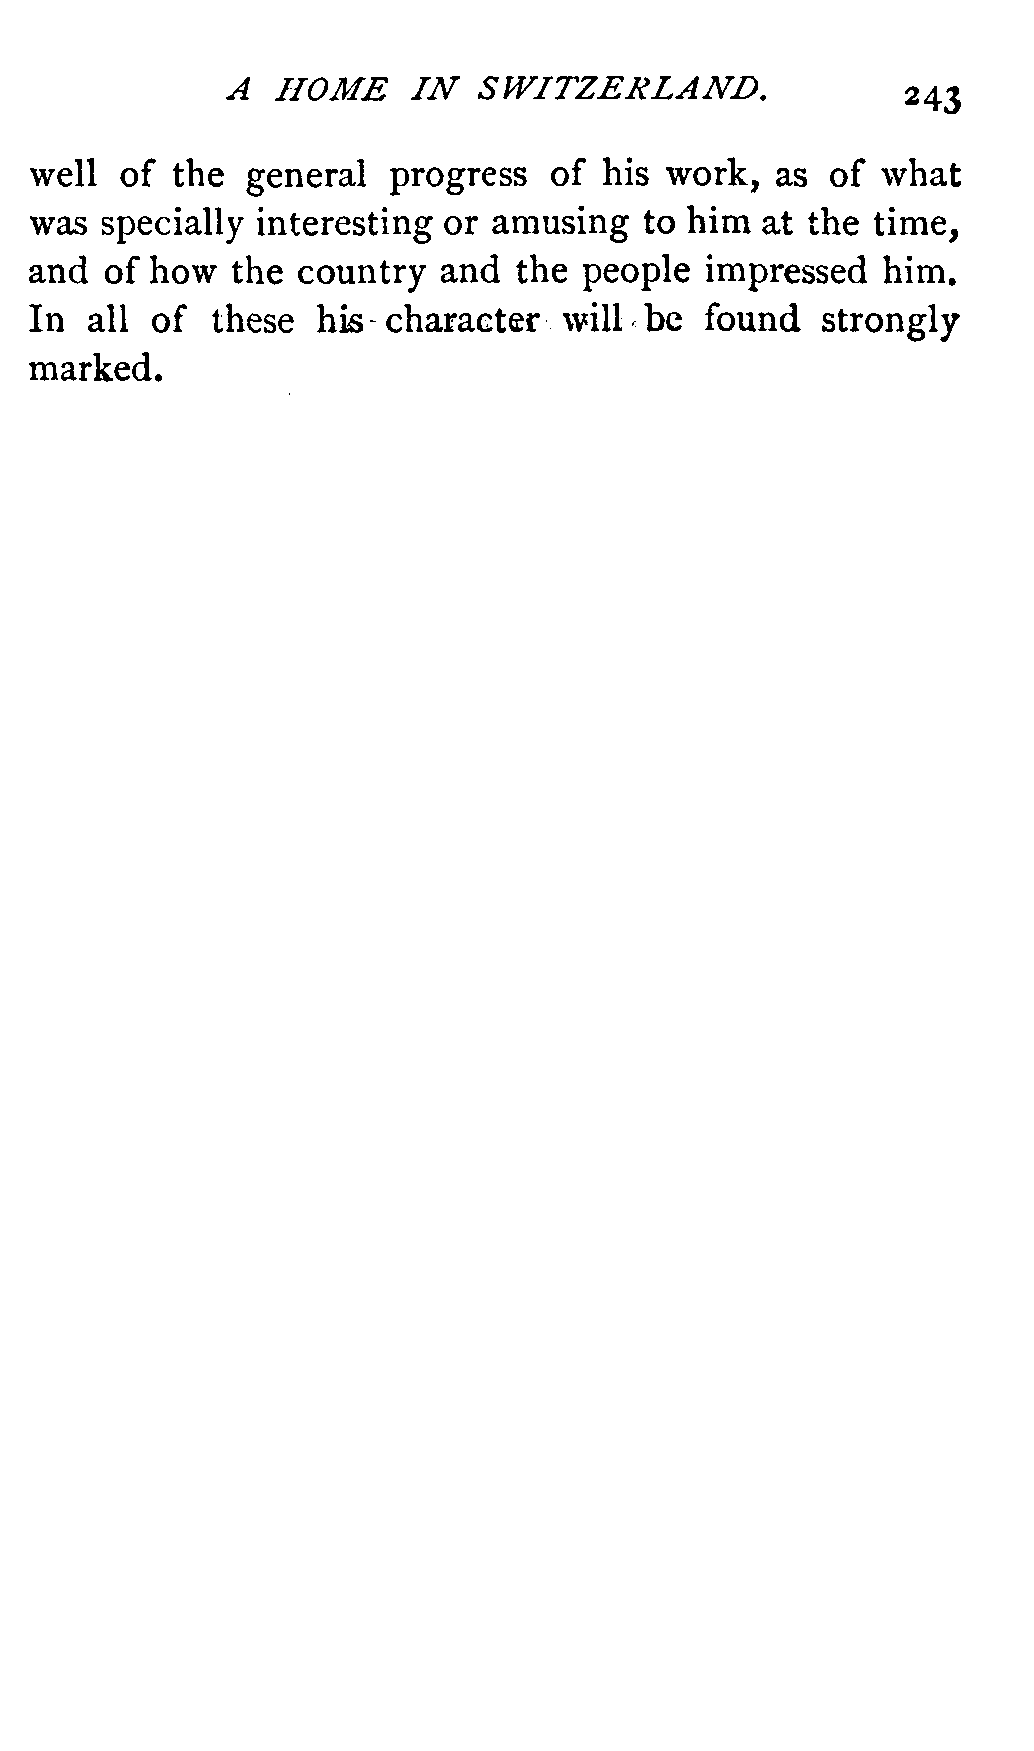 A HOME IN SWITZERLAND. 243
well of the general progress of his work, as of what
was specially interesting or amusing to him at the time,
and of how the country and the people impressed him.
In all of these his character will be found strongly
marked.